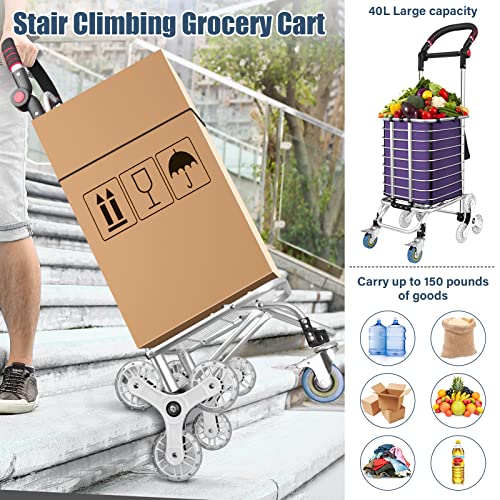 Stair Climbing Grocery Cart
40L Large capacity
Carry up to 150 pounds
of goods